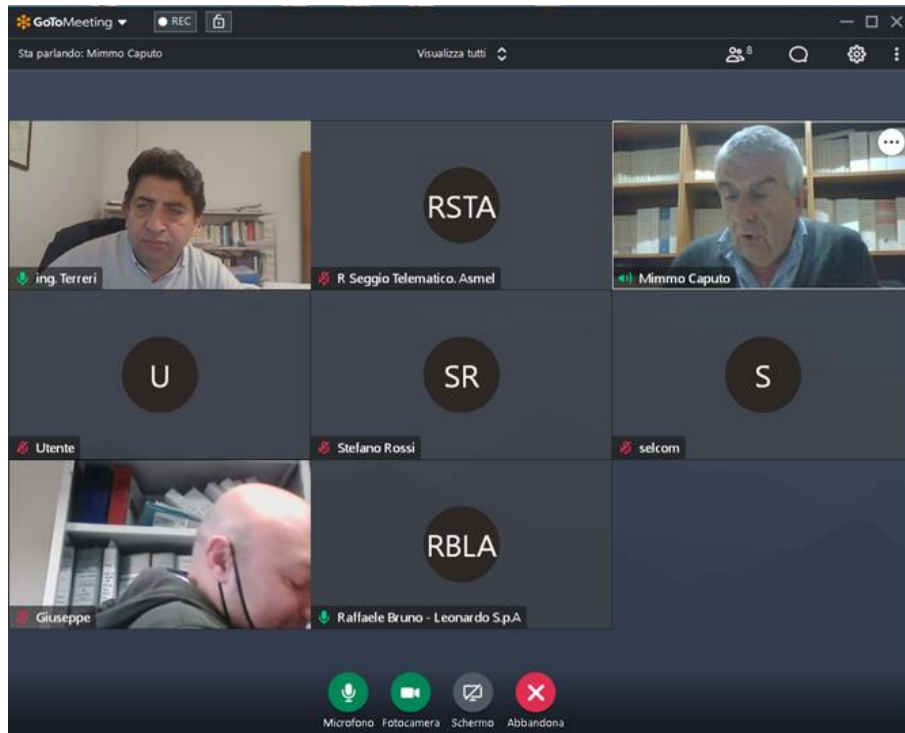 GoToMeeting
REC
Sta parlando: Mimmo Caputo
Visualizza tutti
8
ing. Terreri
RSTA
R Seggio Telematico. Asmel
Mimmo Caputo
U
Utente
SR
Stefano Rossi
S
selcom
Giuseppe
RBLA
Raffaele Bruno - Leonardo S.p.A
Microfono
Fotocamera
Schermo
Abbandona